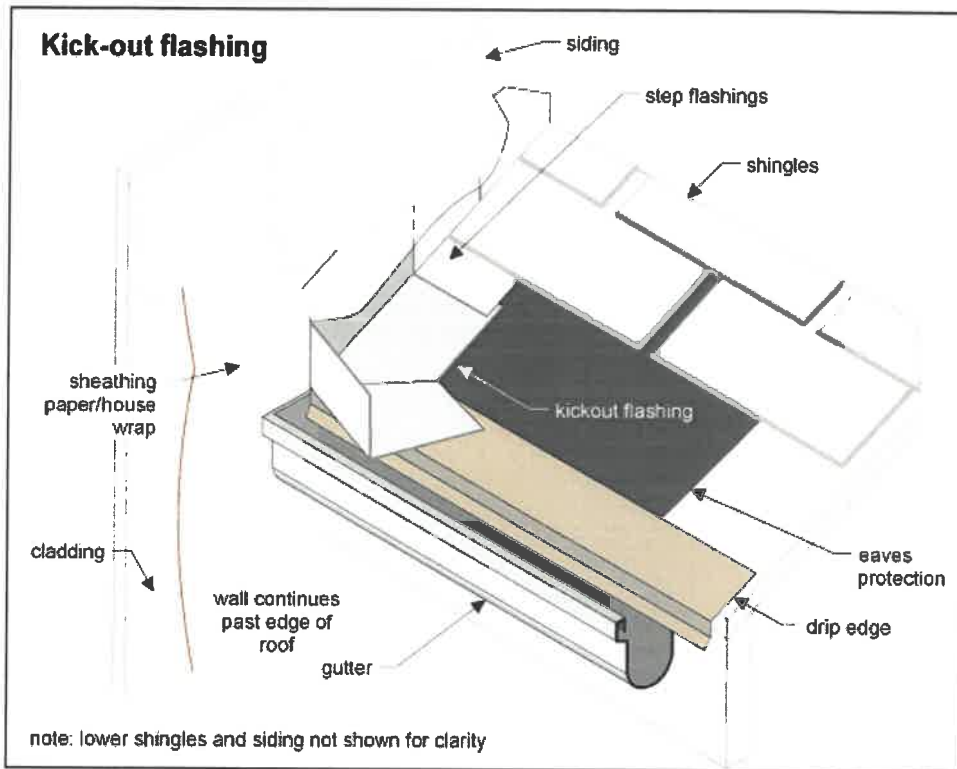 Kick-out flashing
siding
step flashings
shingles
sheathing
paper/house
wrap
kickout flashing
cladding
eaves
protection
wall continues
past edge of
roof
drip edge
gutter
note: lower shingles and siding not shown for clarity